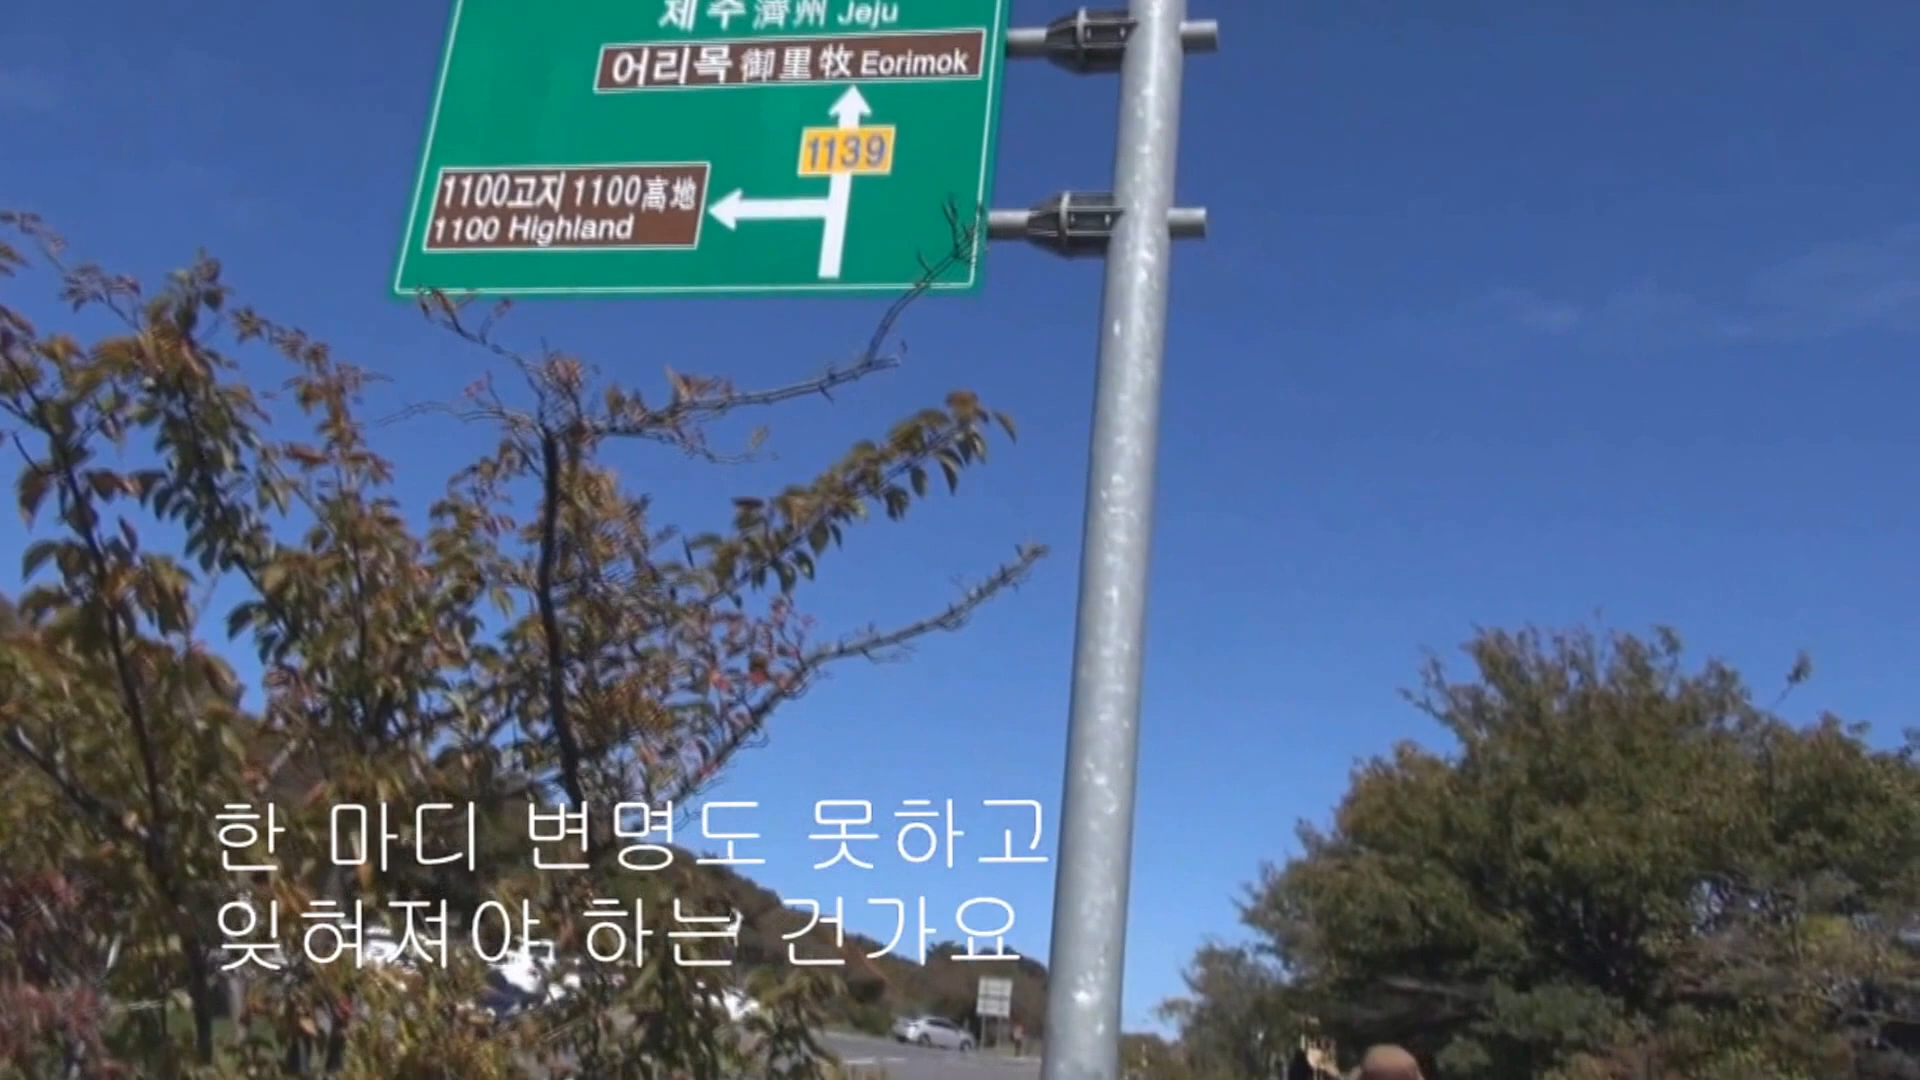 제주 濟州 Jeju
어리목 御里牧 Eorimok
1139
1100고지 1100高地
1100 Highland
한 마디 변명도 못하고
잊혀져야 하는 건가요